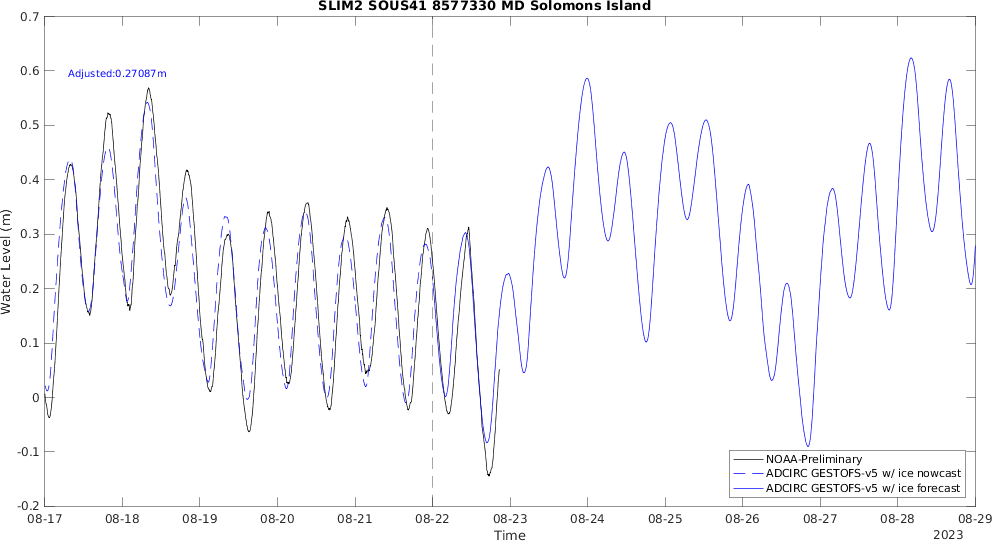 SLIM2 SOUS41 8577330 MD Solomons Island
Adjusted:0.27087m
0.7
0.6
0.5
0.4
0.3
0.2
0.1
0
-0.1
-0.2
Water Level (m)
NOAA-Preliminary
ADCIRC GESTOFS-v5 w/ ice nowcast
ADCIRC GESTOFS-v5 w/ ice forecast
08-17 08-18 08-19 08-20 08-21 08-22 08-23 08-24 08-25 08-26 08-27 08-28 08-29
Time
2023